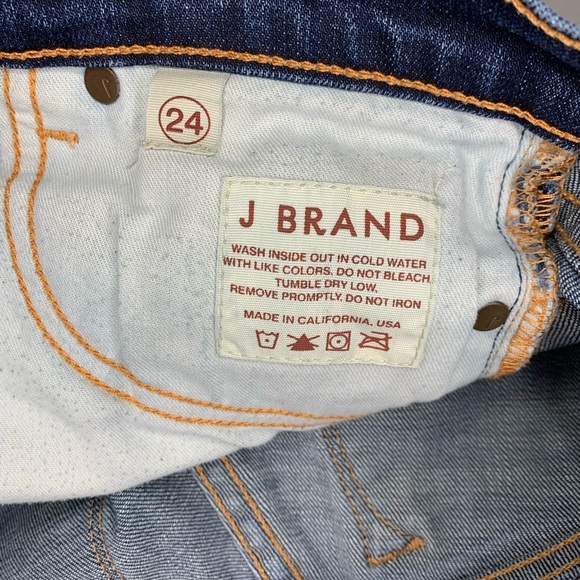 24
J BRAND
WASH INSIDE OUT IN COLD WATER
WITH LIKE COLORS. DO NOT BLEACH,
TUMBLE DRY LOW,
REMOVE PROMPTLY. DO NOT IRON
MADE IN CALIFORNIA. USA